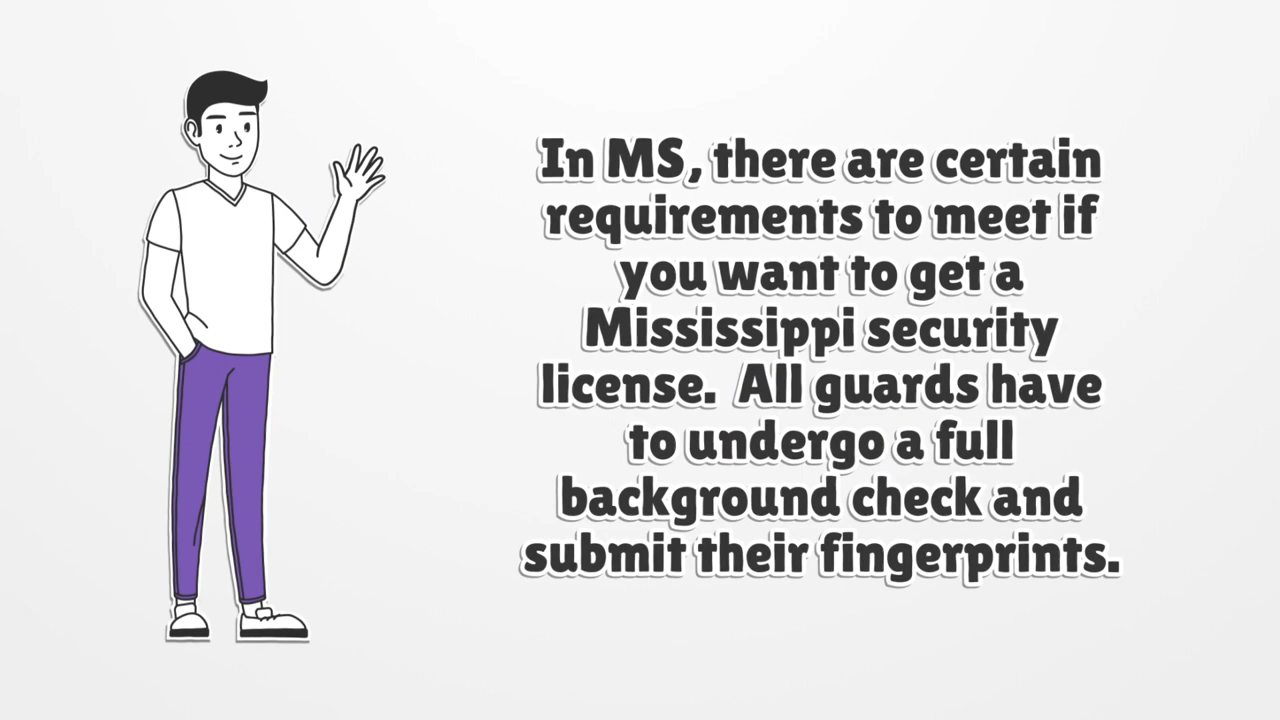 In MS, there are certain
requirements to meet if
you want to get a
Mississippi security
license.  All guards have
to undergo a full
background check and
submit their fingerprints.